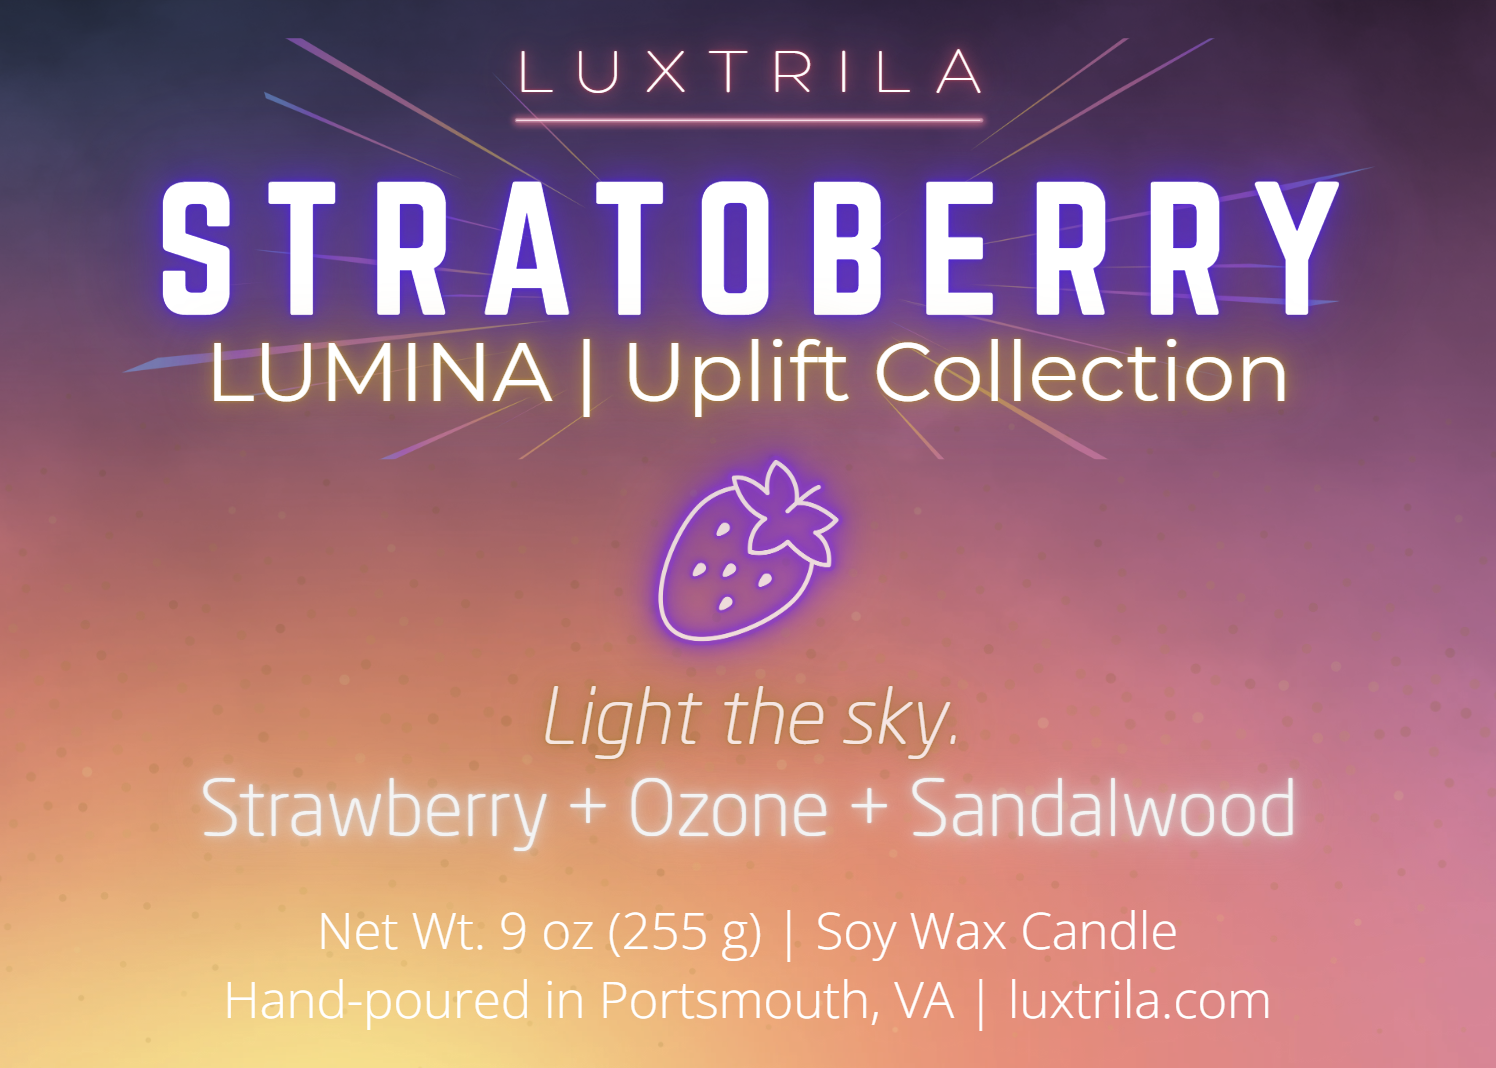 LUXTRILA
STRATOBERRY
LUMINA | Uplift Collection
Light the sky.
Strawberry + Ozone + Sandalwood
Net Wt. 9 oz (255 g) | Soy Wax Candle
Hand-poured in Portsmouth, VA | luxtrila.com